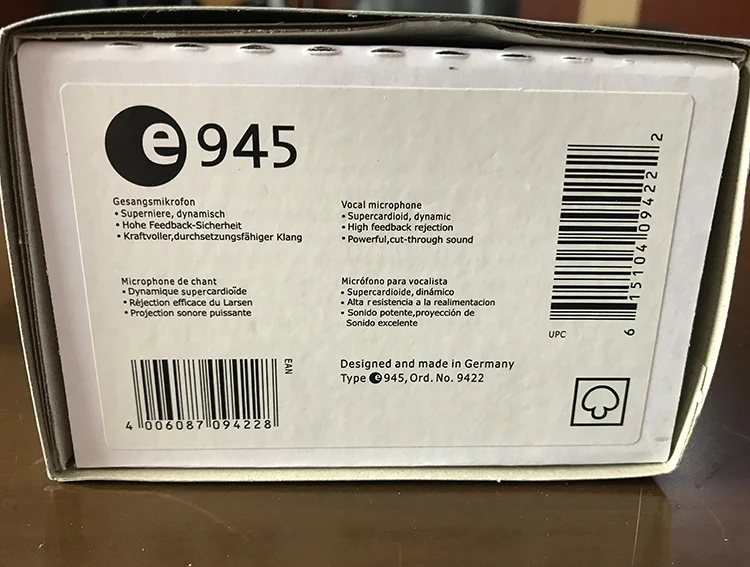 e945
Gesangsmikrofon
• Superniere, dynamisch
• Hohe Feedback-Sicherheit
• Kraftvoller,durchsetzungsfähiger Klang
Vocal microphone
• Supercardioid, dynamic
• High feedback rejection
• Powerful,cut-through sound
Microphone de chant
• Dynamique supercardioïde
• Réjection efficace du Larsen
• Projection sonore puissante
Micrófono para vocalista
• Supercardioide, dinámico
• Alta resistencia a la realimentacion
• Sonido potente,proyección de
Sonido excelente
6 15104 09422 2
UPC
EAN
4 006087 094228
Designed and made in Germany
Type e945, Ord. No. 9422